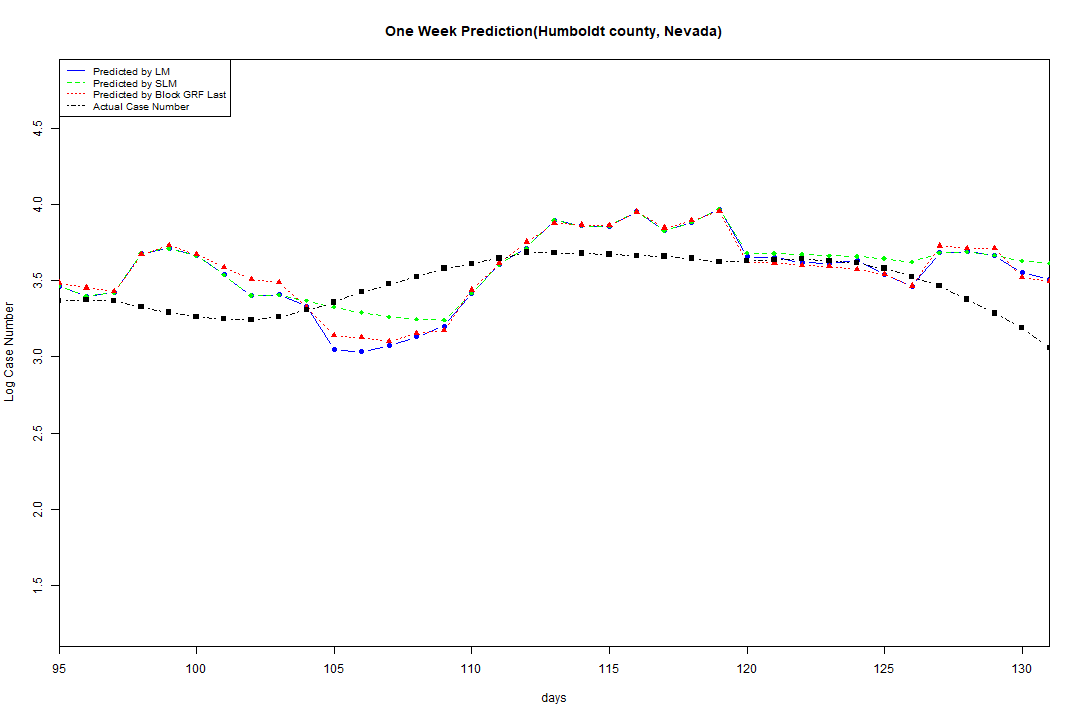 One Week Prediction(Humboldt county, Nevada)
Predicted by LM
Predicted by SLM
Predicted by Block GRF Last
Actual Case Number
4.5
4.0
3.5
3.0
2.5
2.0
1.5
Log Case Number
95 100 105 110 115 120 125 130
days